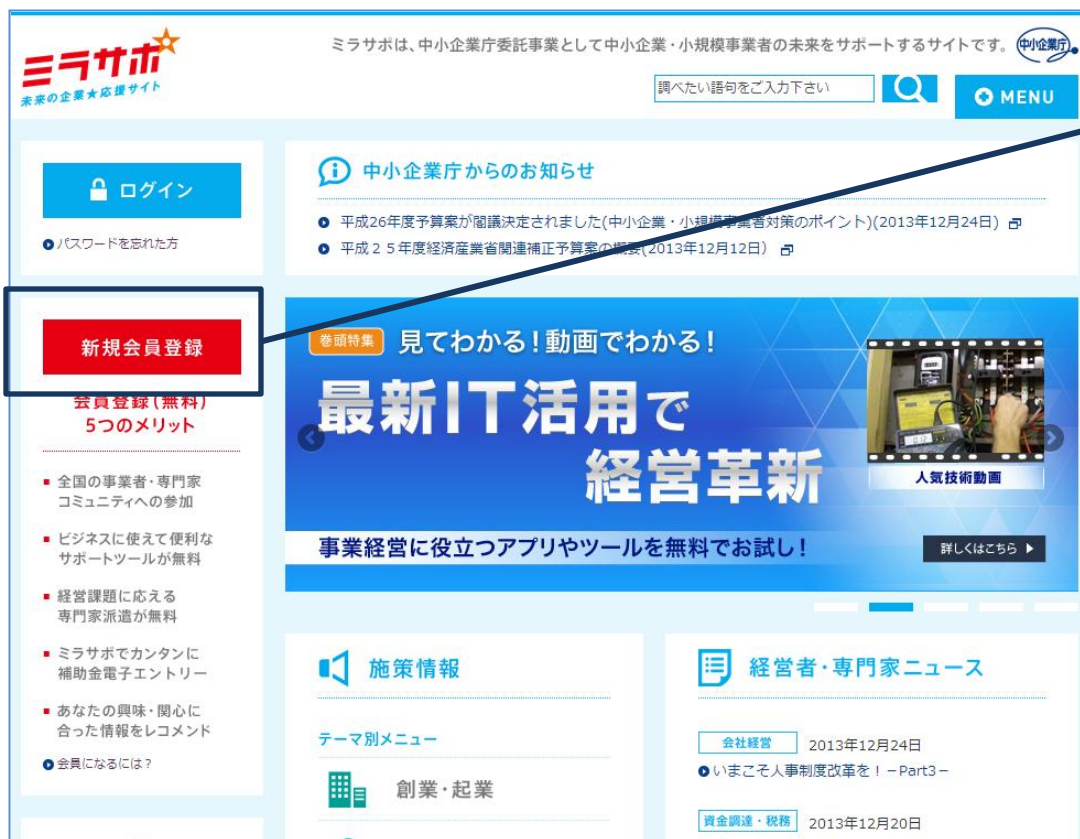 ミラサポ
未来の企業★応援サイト
ミラサポは、中小企業庁委託事業として中小企業・小規模事業者の未来をサポートするサイトです。
中小企業庁
調べたい語句をご入力下さい
MENU
ログイン
パスワードを忘れた方
新規会員登録
会員登録(無料)
5つのメリット
全国の事業者・専門家
コミュニティへの参加
ビジネスに使えて便利な
サポートツールが無料
経営課題に応える
専門家派遣が無料
ミラサポでカンタンに
補助金電子エントリー
あなたの興味・関心に
合った情報をレコメンド
会員になるには?
中小企業庁からのお知らせ
平成26年度予算案が閣議決定されました(中小企業・小規模事業者対策のポイント)(2013年12月24日)
平成25年度経済産業省関連補正予算案の概要(2013年12月12日)
巻頭特集 見てわかる!動画でわかる!
最新IT活用で
経営革新
人気技術動画
事業経営に役立つアプリやツールを無料でお試し!
詳しくはこちら
施策情報
テーマ別メニュー
創業・起業
経営者・専門家ニュース
会社経営 2013年12月24日
いまこそ人事制度改革を!－Part3－
資金調達・税務 2013年12月20日